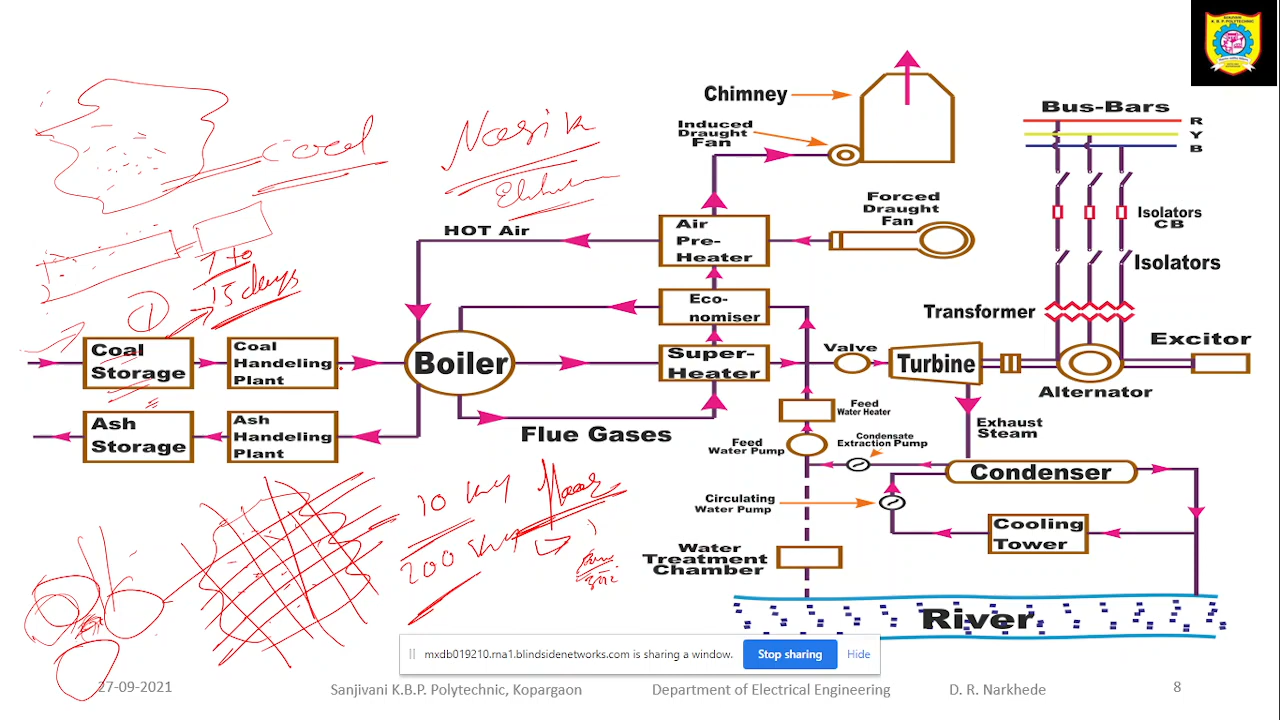 SANJIVANI
K. B. P. POLYTECHNIC
Chimney
Induced
Draught
Fan
Bus-Bars
R
Y
B
Coal
Nasik
Forced
Draught
Fan
Air
Pre-
Heater
HOT Air
Isolators
CB
Isolators
7 to
15 days
1
Eco-
nomiser
Transformer
Coal
Storage
Coal
Handeling
Plant
Boiler
Super-
Heater
Valve
Turbine
Excitor
Alternator
Ash
Storage
Ash
Handeling
Plant
Flue Gases
Feed
Water Heater
Feed
Water Pump
Condensate
Extraction Pump
Exhaust
Steam
Condenser
Circulating
Water Pump
Cooling
Tower
10
200
Water
Treatment
Chamber
River
mxdb019210.rna1.blindsidenetworks.com is sharing a window.
Stop sharing
Hide
27-09-2021
Sanjivani K.B.P. Polytechnic, Kopargaon
Department of Electrical Engineering
D. R. Narkhede
8